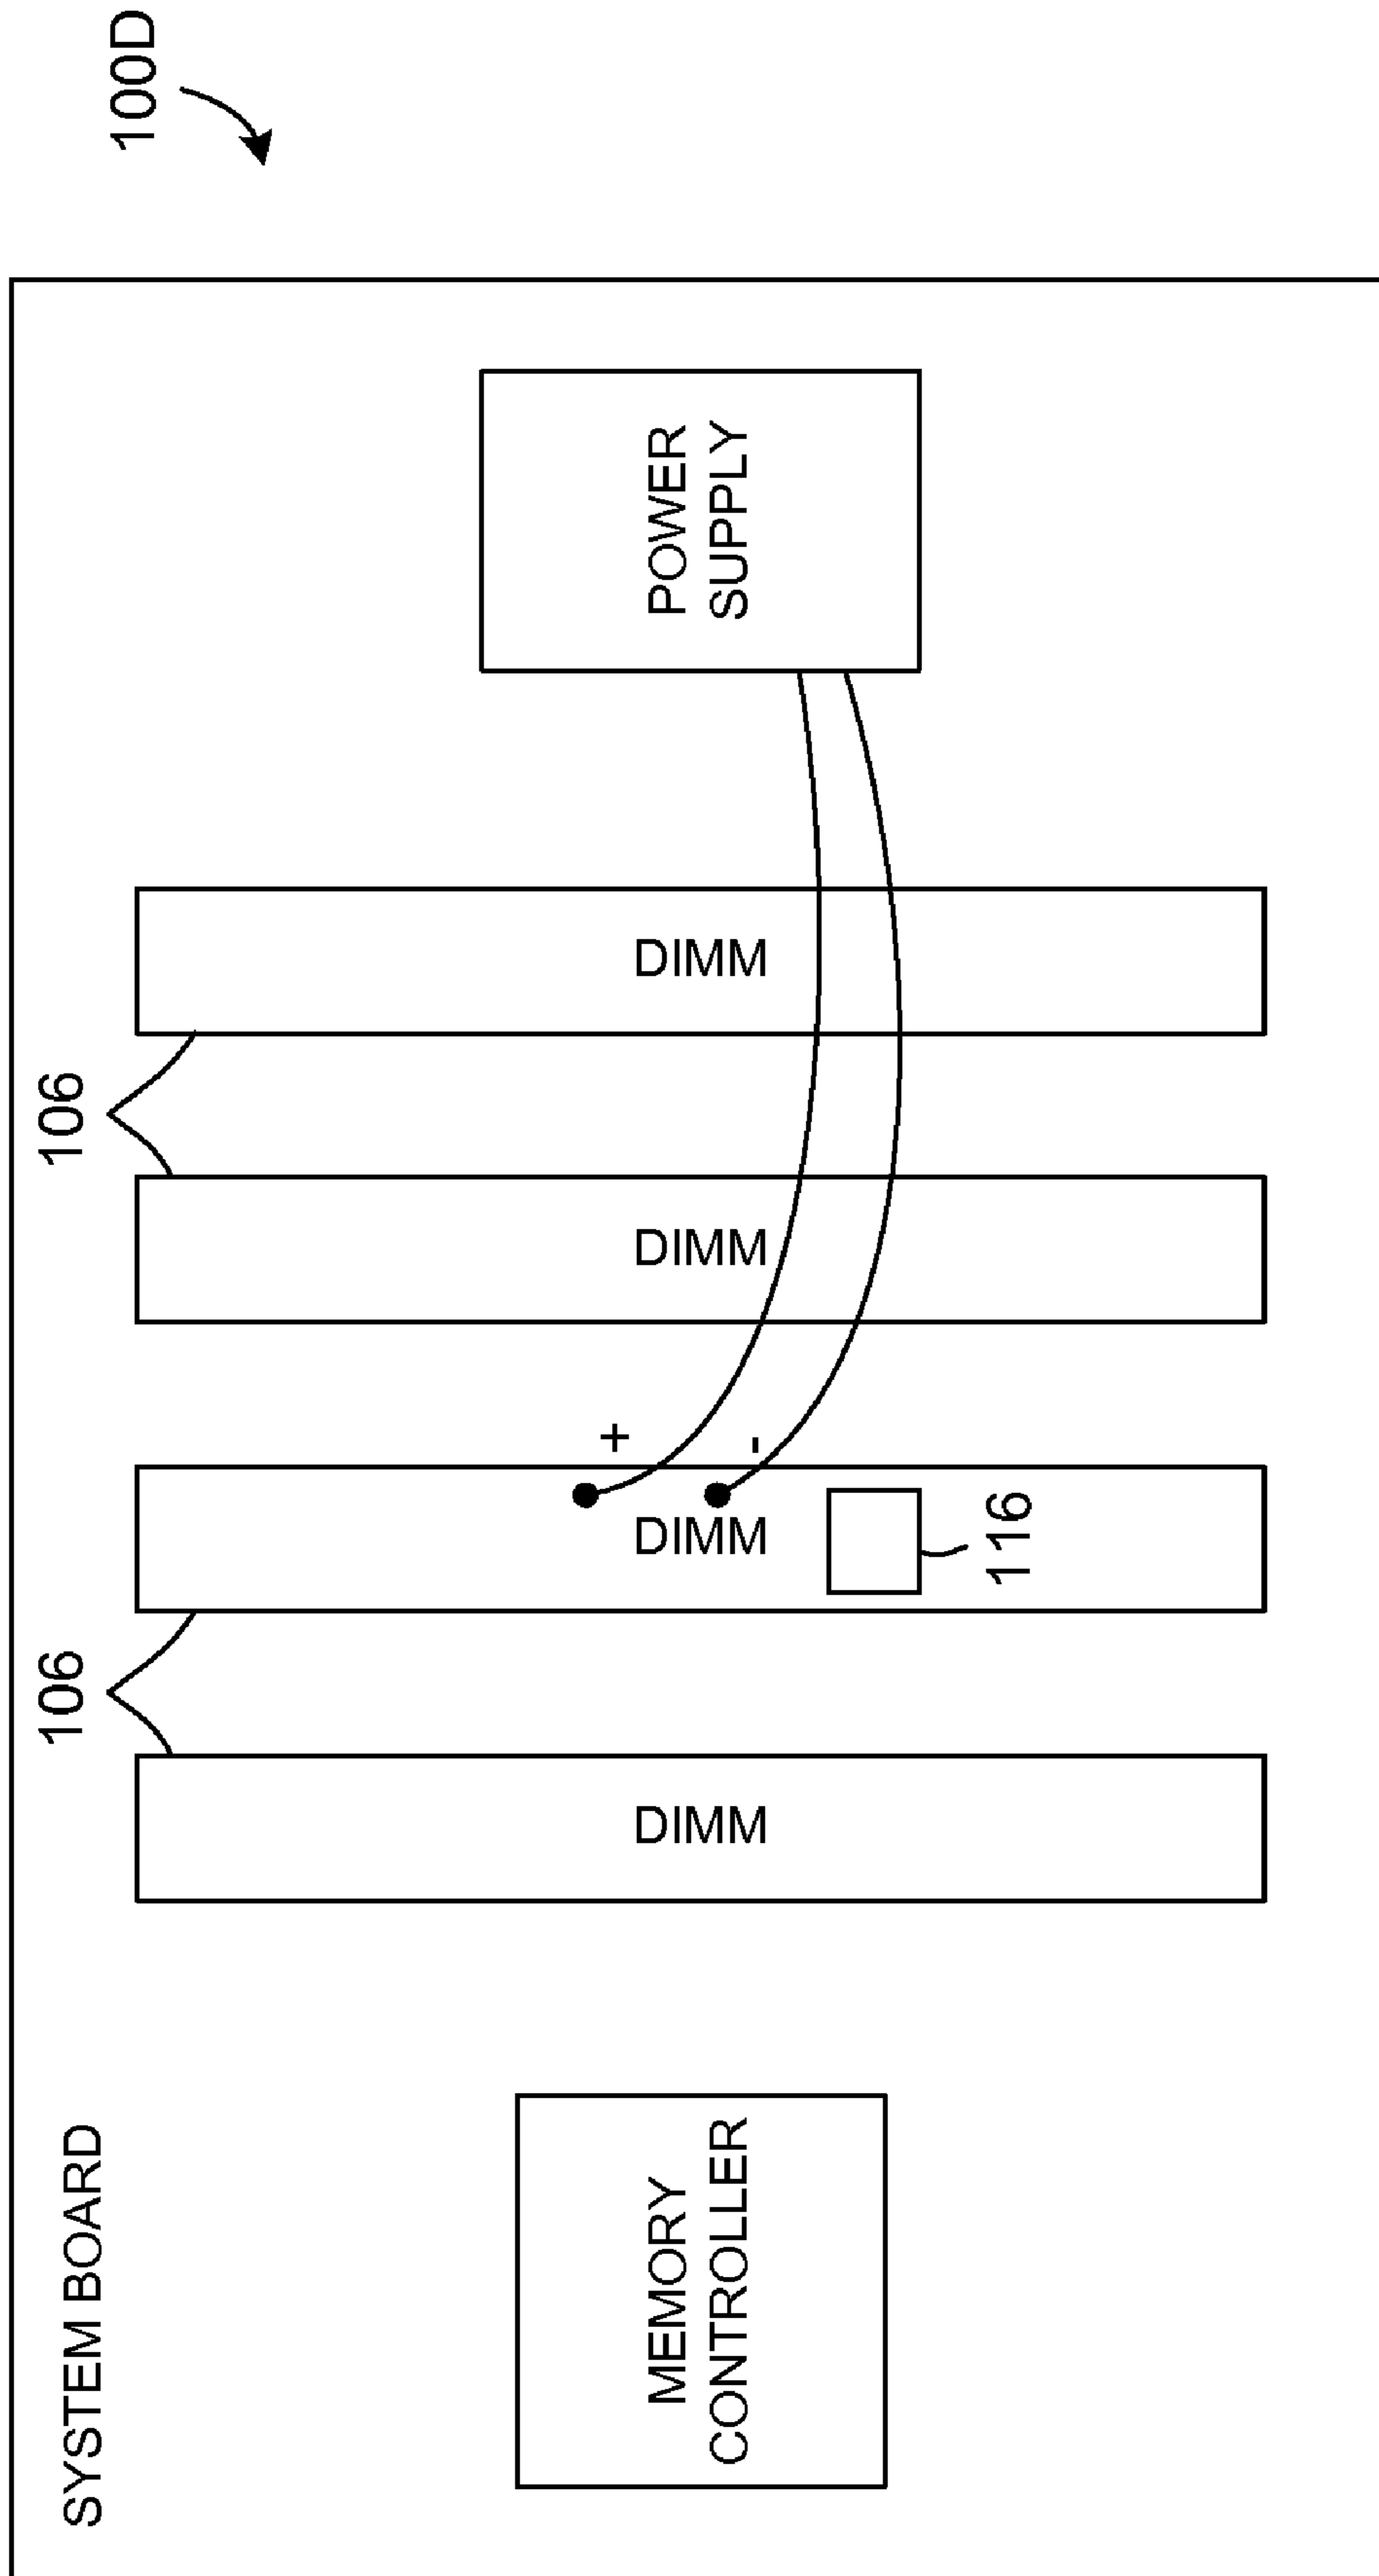 100D
SYSTEM BOARD
106
106
MEMORY
CONTROLLER
DIMM
DIMM
DIMM
DIMM
+
-
116
POWER
SUPPLY